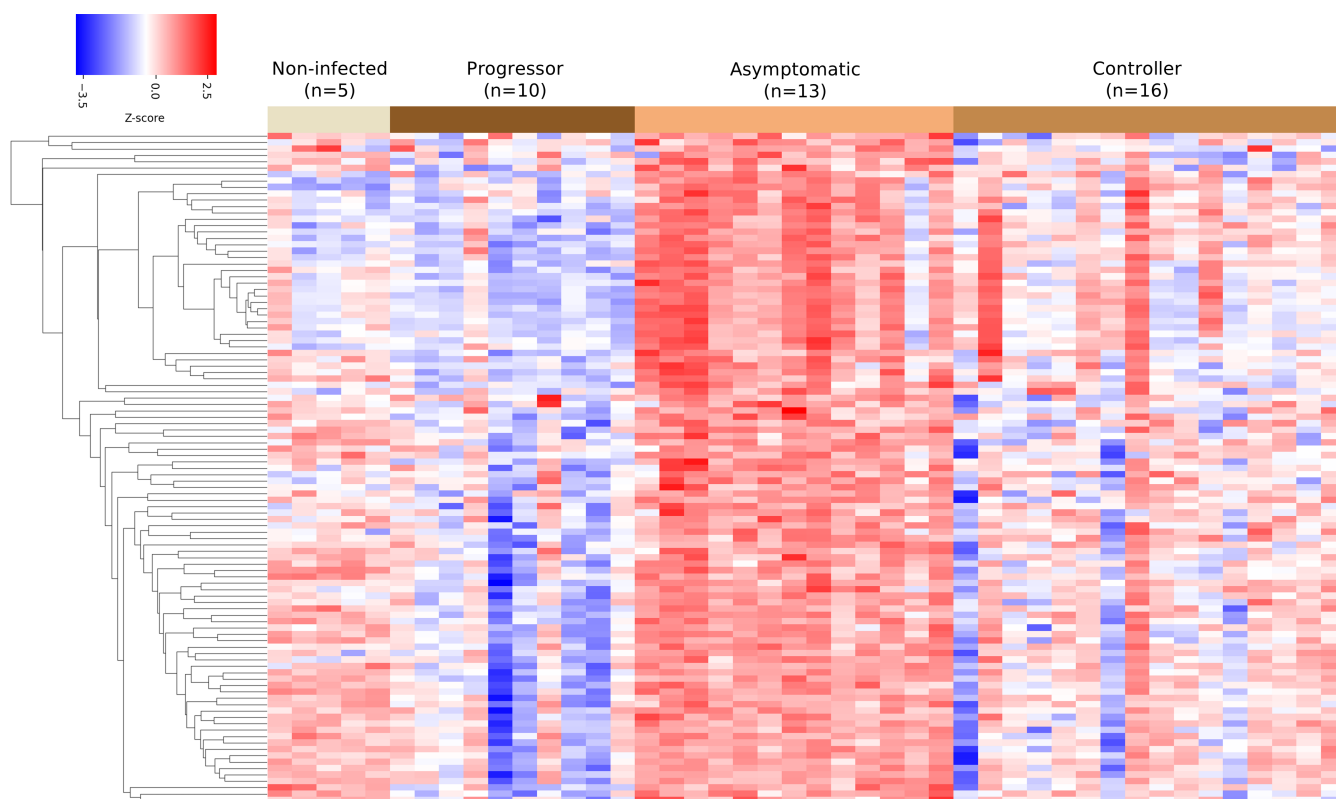 −3.5
0.0
2.5
Z-score
Non-infected
(n=5)
Progressor
(n=10)
Asymptomatic
(n=13)
Controller
(n=16)